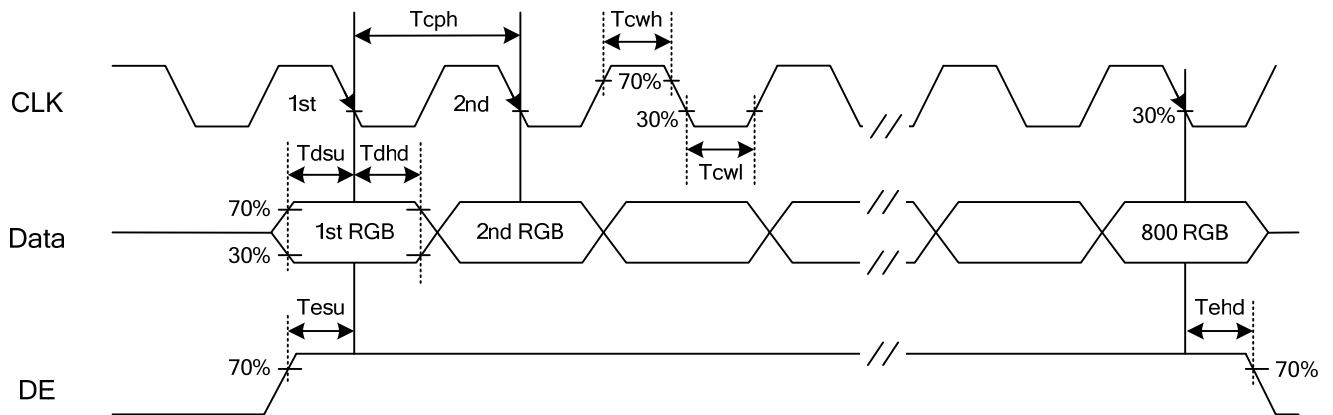 Tcph
Tcwh
CLK
1st
2nd
70%
30%
30%
Tdsu
Tdhd
Tcwl
70%
Data
1st RGB
2nd RGB
800 RGB
30%
Tesu
Tehd
70%
70%
DE